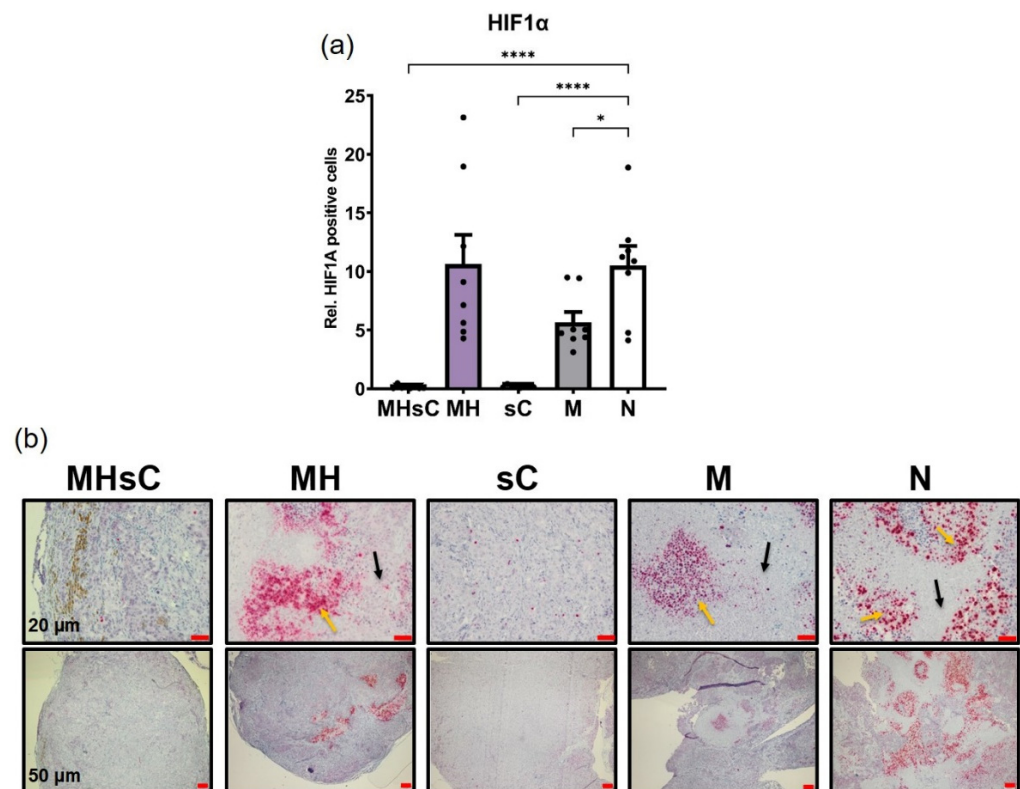 HIF1α
(a)
****
****
*
Rel. HIF1A positive cells
25
20
15
10
5
0
MHsC MH sC M N
(b)
MHsC MH sC M N
20 μm
50 μm